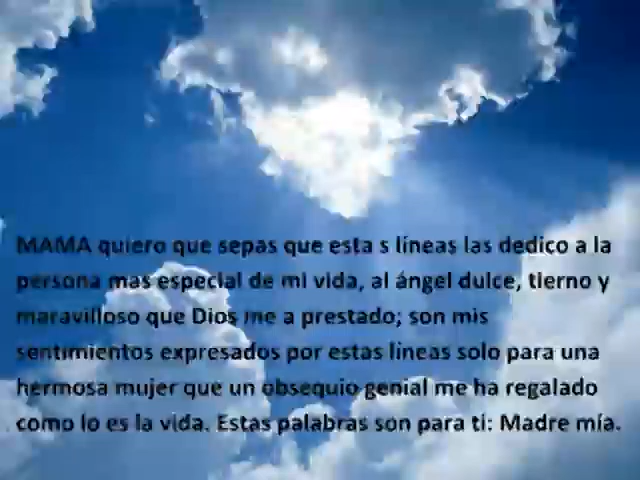 MAMA quiero que sepas que esta s líneas las dedico a la
persona mas especial de mi vida, al ángel dulce, tierno y
maravilloso que Dios me a prestado; son mis
sentimientos expresados por estas líneas solo para una
hermosa mujer que un obsequio genial me ha regalado
como lo es la vida. Estas palabras son para ti: Madre mía.